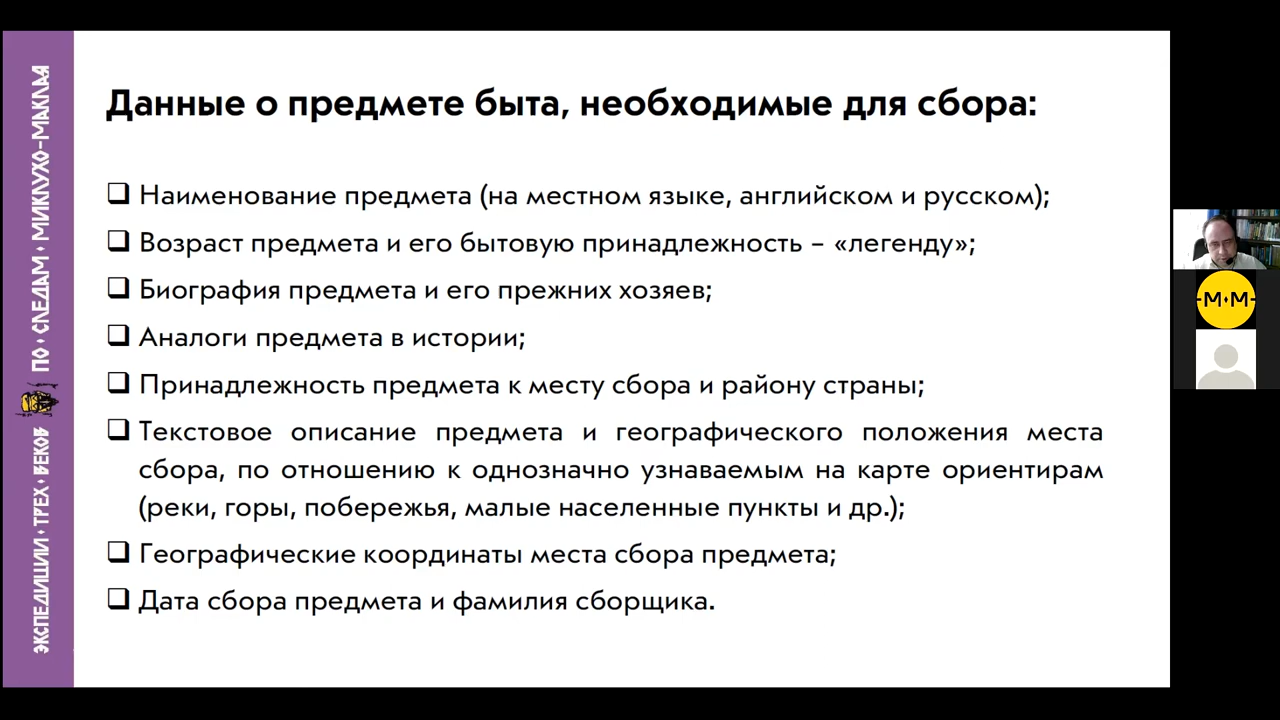 ЭКСПЕДИЦИИ • ТРЕХ • ВЕКОВ ПО • СЛЕДАМ • МИКЛУХО-МАКЛАЯ
Данные о предмете быта, необходимые для сбора:
Наименование предмета (на местном языке, английском и русском);
Возраст предмета и его бытовую принадлежность – «легенду»;
Биография предмета и его прежних хозяев;
Аналоги предмета в истории;
Принадлежность предмета к месту сбора и району страны;
Текстовое описание предмета и географического положения места
сбора, по отношению к однозначно узнаваемым на карте ориентирам
(реки, горы, побережья, малые населенные пункты и др.);
Географические координаты места сбора предмета;
Дата сбора предмета и фамилия сборщика.
-М•М-